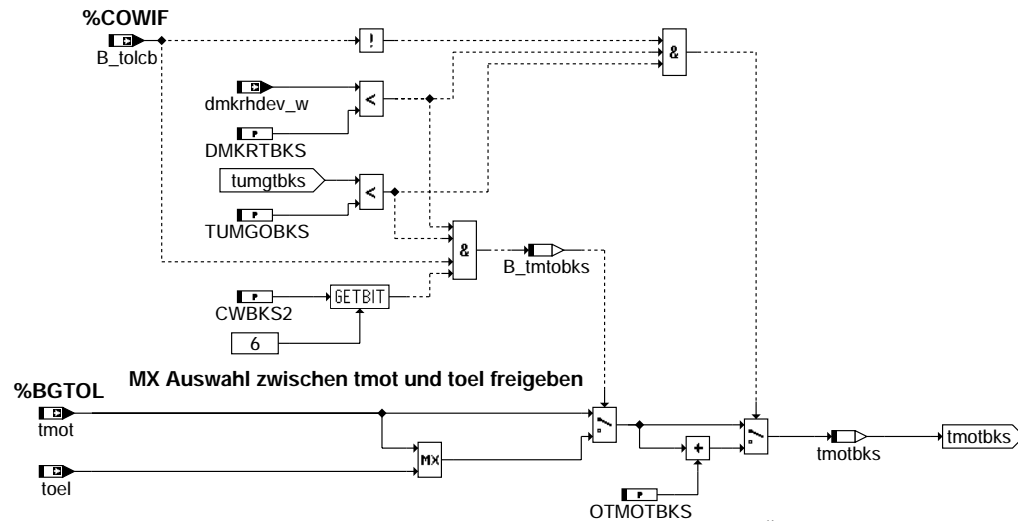 %COWIF
B_tolcb
!
&
dmkrhdev_w
<
P
DMKRTBKS
tumgtbks
<
P
TUMGOBKS
&
B_tmtobks
P
GETBIT
CWBKS2
6
MX Auswahl zwischen tmot und toel freigeben
%BGTOL
tmot
MX
+
tmotbks
tmotbks
toel
P
OTMOTBKS